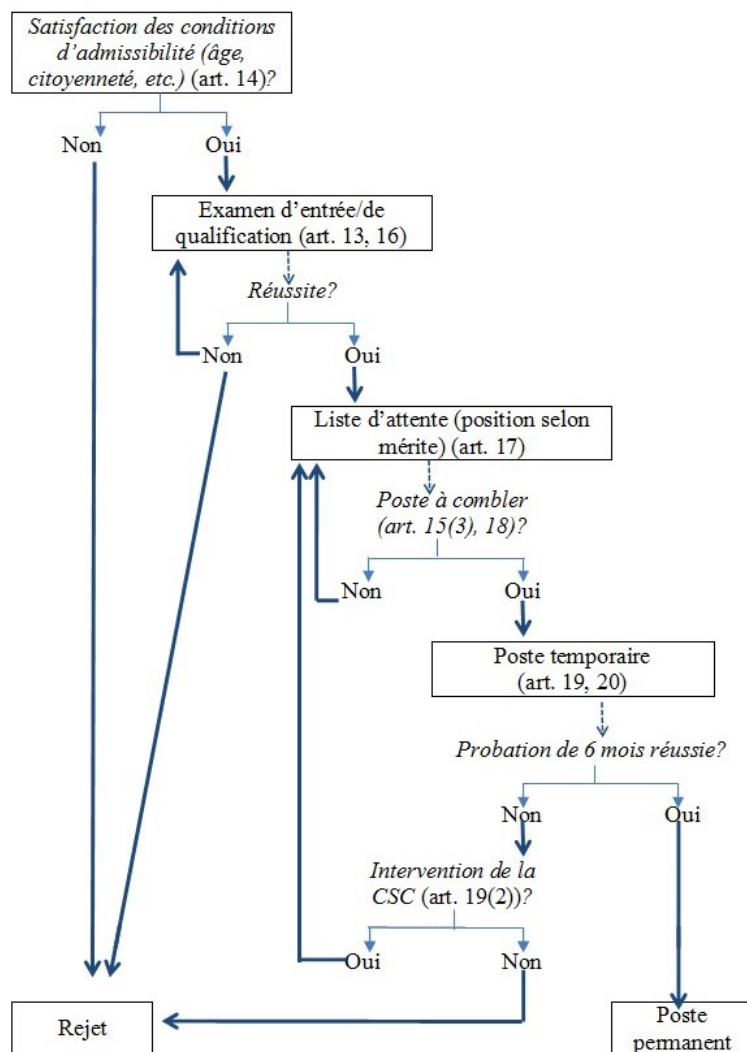 Satisfaction des conditions
d’admissibilité (âge,
citoyenneté, etc.) (art. 14)?
Non
Oui
Examen d’entrée/de
qualification (art. 13, 16)
Réussite?
Non
Oui
Liste d’attente (position selon
mérite) (art. 17)
Poste à combler
(art. 15(3), 18)?
Non
Oui
Poste temporaire
(art. 19, 20)
Probation de 6 mois réussie?
Non
Oui
Intervention de la
CSC (art. 19(2))?
Oui
Non
Rejet
Poste
permanent